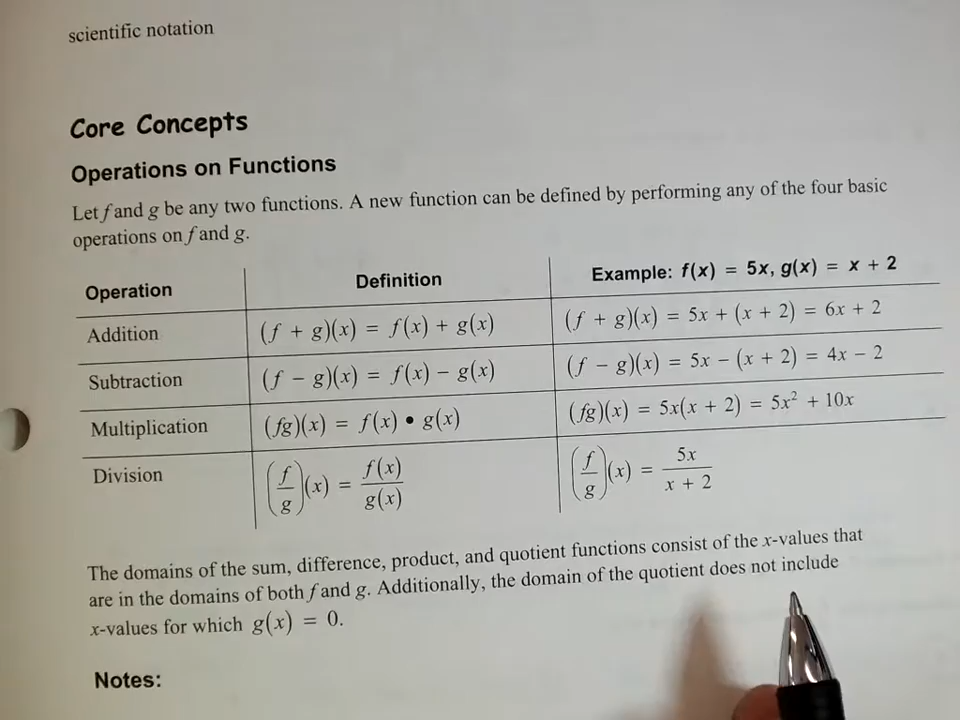 scientific notation
Core Concepts
Operations on Functions
Let f and g be any two functions. A new function can be defined by performing any of the four basic
operations on f and g.
Operation Definition Example: f(x) = 5x, g(x) = x + 2
Addition (f + g)(x) = f(x) + g(x) (f + g)(x) = 5x + (x + 2) = 6x + 2
Subtraction (f − g)(x) = f(x) − g(x) (f − g)(x) = 5x − (x + 2) = 4x − 2
Multiplication (fg)(x) = f(x) • g(x) (fg)(x) = 5x(x + 2) = 5x² + 10x
Division (f/g)(x) = f(x)/g(x) (f/g)(x) = 5x/(x + 2)
The domains of the sum, difference, product, and quotient functions consist of the x-values that
are in the domains of both f and g. Additionally, the domain of the quotient does not include
x-values for which g(x) = 0.
Notes: